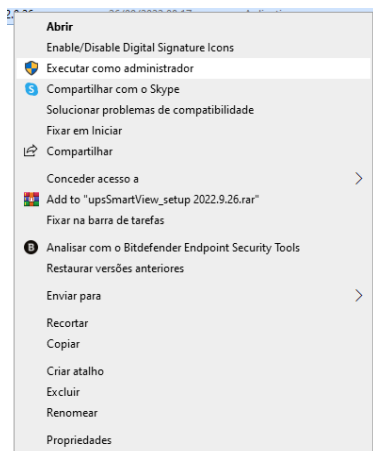 Abrir
Enable/Disable Digital Signature Icons
Executar como administrador
Compartilhar com o Skype
Solucionar problemas de compatibilidade
Fixar em Iniciar
Compartilhar
Conceder acesso a
Add to "upsSmartView_setup 2022.9.26.rar"
Fixar na barra de tarefas
Analisar com o Bitdefender Endpoint Security Tools
Restaurar versões anteriores
Enviar para
Recortar
Copiar
Criar atalho
Excluir
Renomear
Propriedades